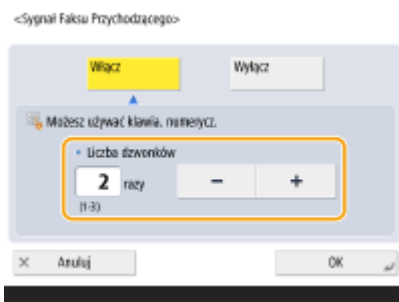 <Sygnał Faksu Przychodzącego>
Włącz
Wyłącz
Możesz używać klawia. numerycz.
Liczba dzwonków
2 razy − +
(1-3)
× Anuluj
OK